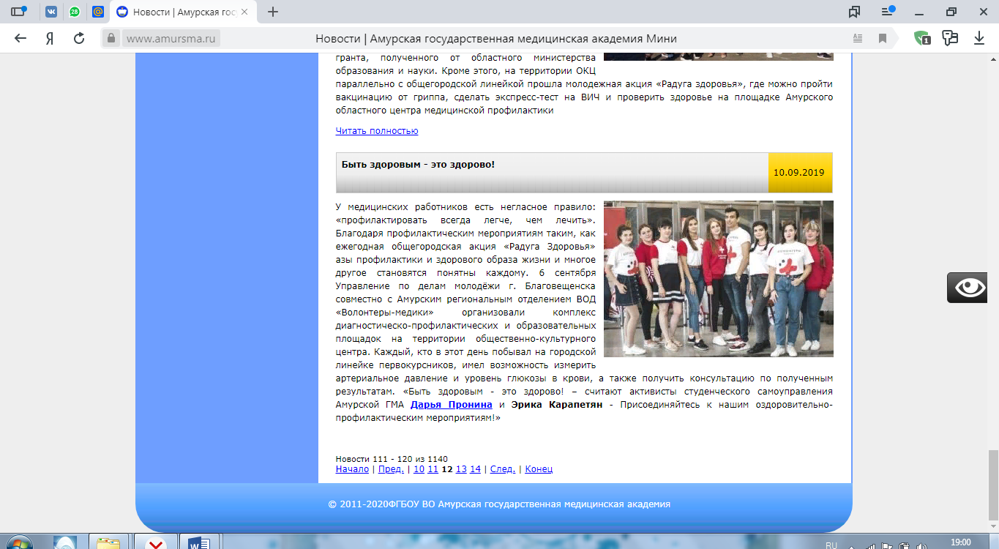 28
Новости | Амурская гос
www.amursma.ru
Новости | Амурская государственная медицинская академия Мини
1
гранта, полученного от областного министерства
образования и науки. Кроме этого, на территории ОКЦ
параллельно с общегородской линейкой прошла молодежная акция «Радуга здоровья», где можно пройти
вакцинацию от гриппа, сделать экспресс-тест на ВИЧ и проверить здоровье на площадке Амурского
областного центра медицинской профилактики
Читать полностью
Быть здоровым - это здорово!
10.09.2019
У медицинских работников есть негласное правило:
«профилактировать всегда легче, чем лечить».
Благодаря профилактическим мероприятиям таким, как
ежегодная общегородская акция «Радуга Здоровья»
азы профилактики и здорового образа жизни и многое
другое становятся понятны каждому. 6 сентября
Управление по делам молодёжи г. Благовещенска
совместно с Амурским региональным отделением ВОД
«Волонтеры-медики» организовали комплекс
диагностическо-профилактических и образовательных
площадок на территории общественно-культурного
центра. Каждый, кто в этот день побывал на городской
линейке первокурсников, имел возможность измерить
артериальное давление и уровень глюкозы в крови, а также получить консультацию по полученным
результатам. «Быть здоровым - это здорово! – считают активисты студенческого самоуправления
Амурской ГМА Дарья Пронина и Эрика Карапетян - Присоединяйтесь к нашим оздоровительно-
профилактическим мероприятиям!»
Новости 111 - 120 из 1140
Начало | Пред. | 10 11 12 13 14 | След. | Конец
© 2011-2020ФГБОУ ВО Амурская государственная медицинская академия
RU
19:00